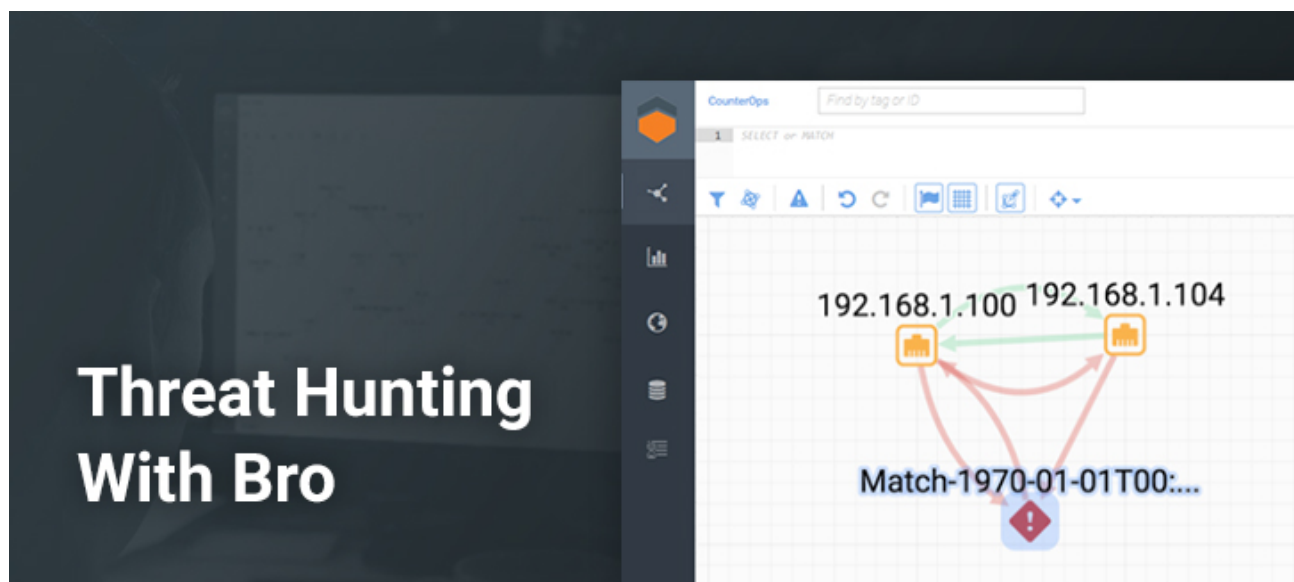 Threat Hunting
With Bro
CounterOps
Find by tag or ID
1 SELECT or MATCH
192.168.1.100
192.168.1.104
Match-1970-01-01T00:...